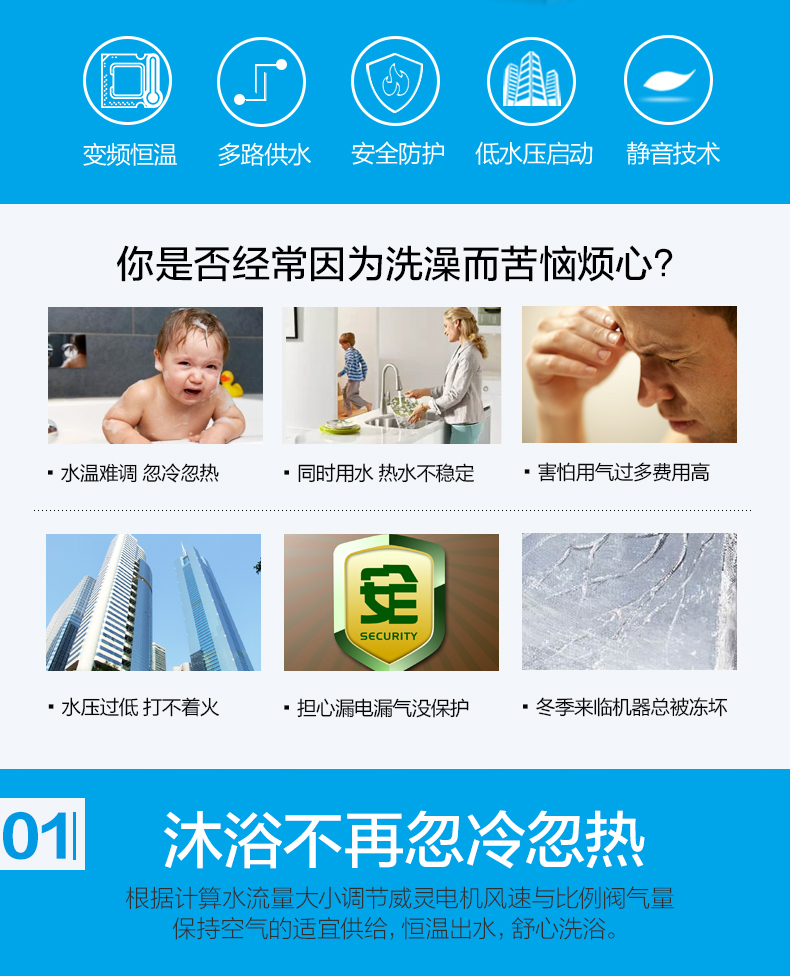 变频恒温 多路供水 安全防护 低水压启动 静音技术
你是否经常因为洗澡而苦恼烦心?
· 水温难调 忽冷忽热 · 同时用水 热水不稳定 · 害怕用气过多费用高
SECURITY
· 水压过低 打不着火 · 担心漏电漏气没保护 · 冬季来临机器总被冻坏
01
沐浴不再忽冷忽热
根据计算水流量大小调节威灵电机风速与比例阀气量
保持空气的适宜供给,恒温出水,舒心洗浴。